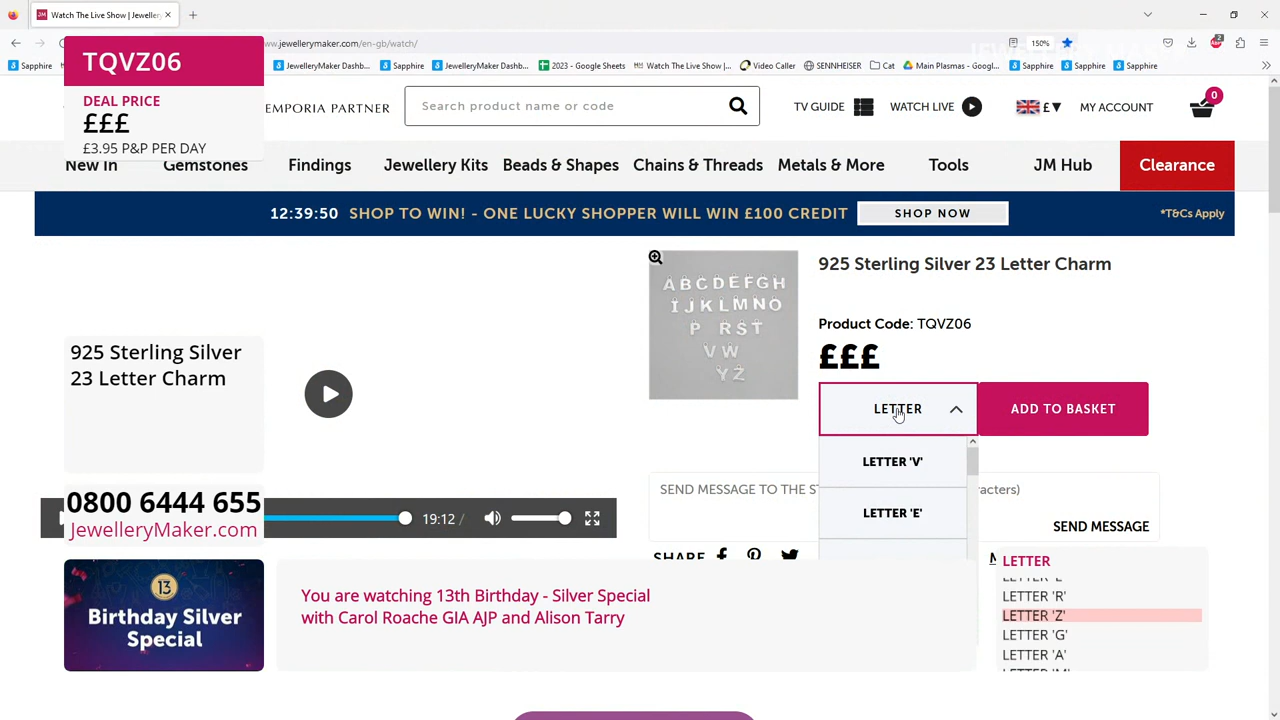 Watch The Live Show | Jeweller
TQVZ06
DEAL PRICE
£££
£3.95 P&P PER DAY
ww.jewellerymaker.com/en-gb/watch/
150%
Sapphire
JewelleryMaker Dashb...
Sapphire
JewelleryMaker Dashb...
2023 - Google Sheets
Watch The Live Show |...
Video Caller
SENNHEISER
Cat
Main Plasmas - Googl...
Sapphire
Sapphire
Sapphire
EMPORIA PARTNER
Search product name or code
TV GUIDE
WATCH LIVE
£
MY ACCOUNT
0
New In
Gemstones
Findings
Jewellery Kits
Beads & Shapes
Chains & Threads
Metals & More
Tools
JM Hub
Clearance
12:39:50 SHOP TO WIN! - ONE LUCKY SHOPPER WILL WIN £100 CREDIT
SHOP NOW
*T&Cs Apply
A B C D E F G H
I J K L M N O
P R S T
V W
Y Z
925 Sterling Silver 23 Letter Charm
Product Code: TQVZ06
£££
LETTER
ADD TO BASKET
LETTER 'V'
LETTER 'E'
925 Sterling Silver
23 Letter Charm
0800 6444 655
JewelleryMaker.com
19:12 /
SEND MESSAGE TO THE ST
racters)
SEND MESSAGE
SHARE
13
Birthday Silver
Special
You are watching 13th Birthday - Silver Special
with Carol Roache GIA AJP and Alison Tarry
LETTER
LETTER 'R'
LETTER 'Z'
LETTER 'G'
LETTER 'A'